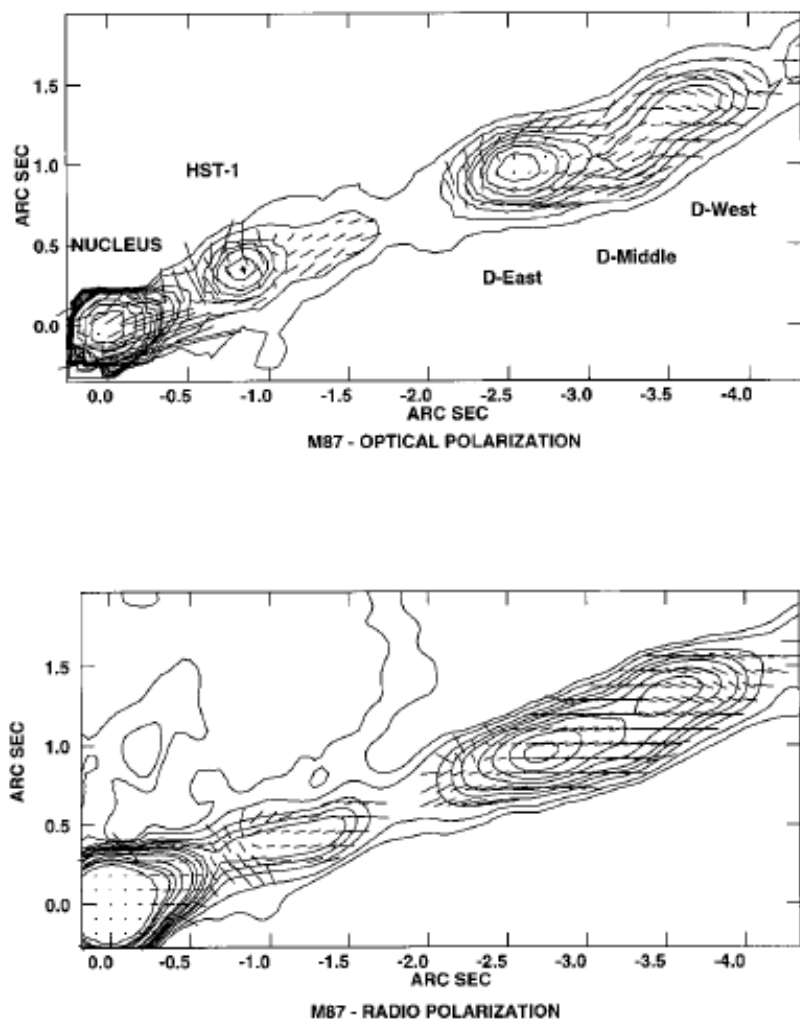 ARC SEC
1.5
1.0
0.5
0.0
HST-1
NUCLEUS
D-West
D-Middle
D-East
0.0 -0.5 -1.0 -1.5 -2.0 -2.5 -3.0 -3.5 -4.0
ARC SEC
M87 - OPTICAL POLARIZATION
ARC SEC
1.5
1.0
0.5
0.0
0.0 -0.5 -1.0 -1.5 -2.0 -2.5 -3.0 -3.5 -4.0
ARC SEC
M87 - RADIO POLARIZATION